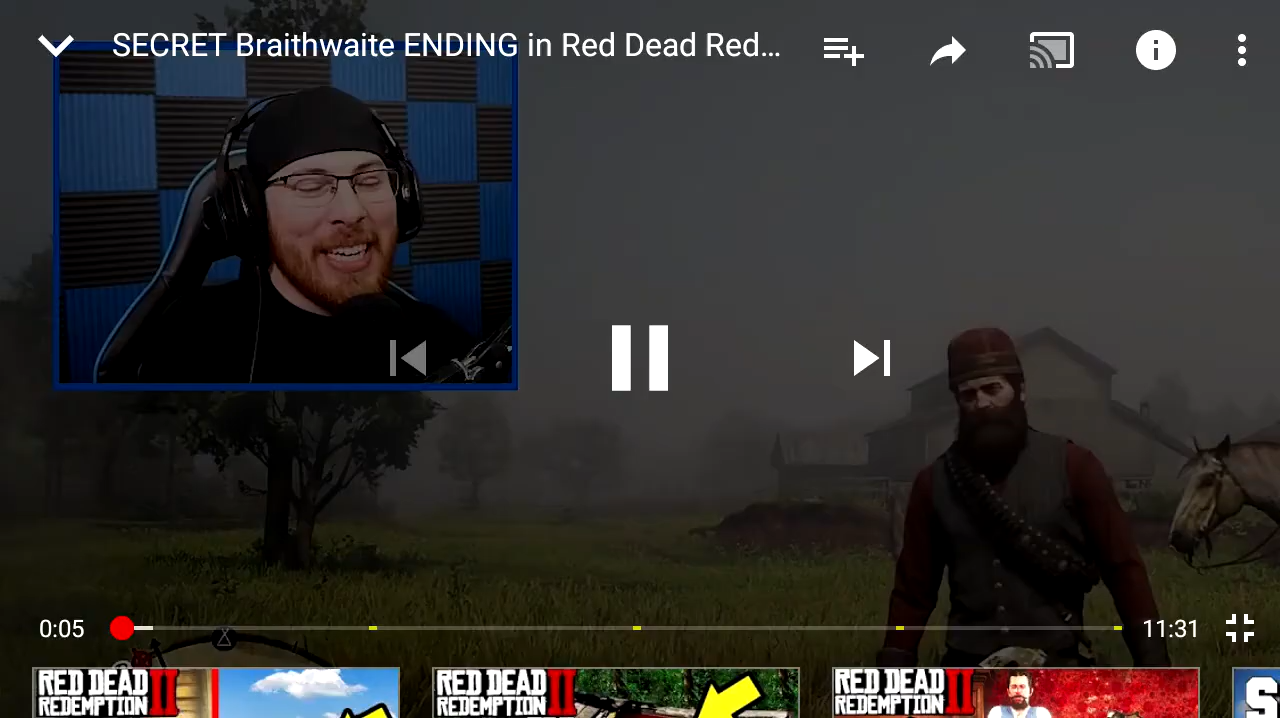 SECRET Braithwaite ENDING in Red Dead Red...
0:05
11:31
RED DEAD
REDEMPTION II
RED DEAD
REDEMPTION II
RED DEAD
REDEMPTION II
S